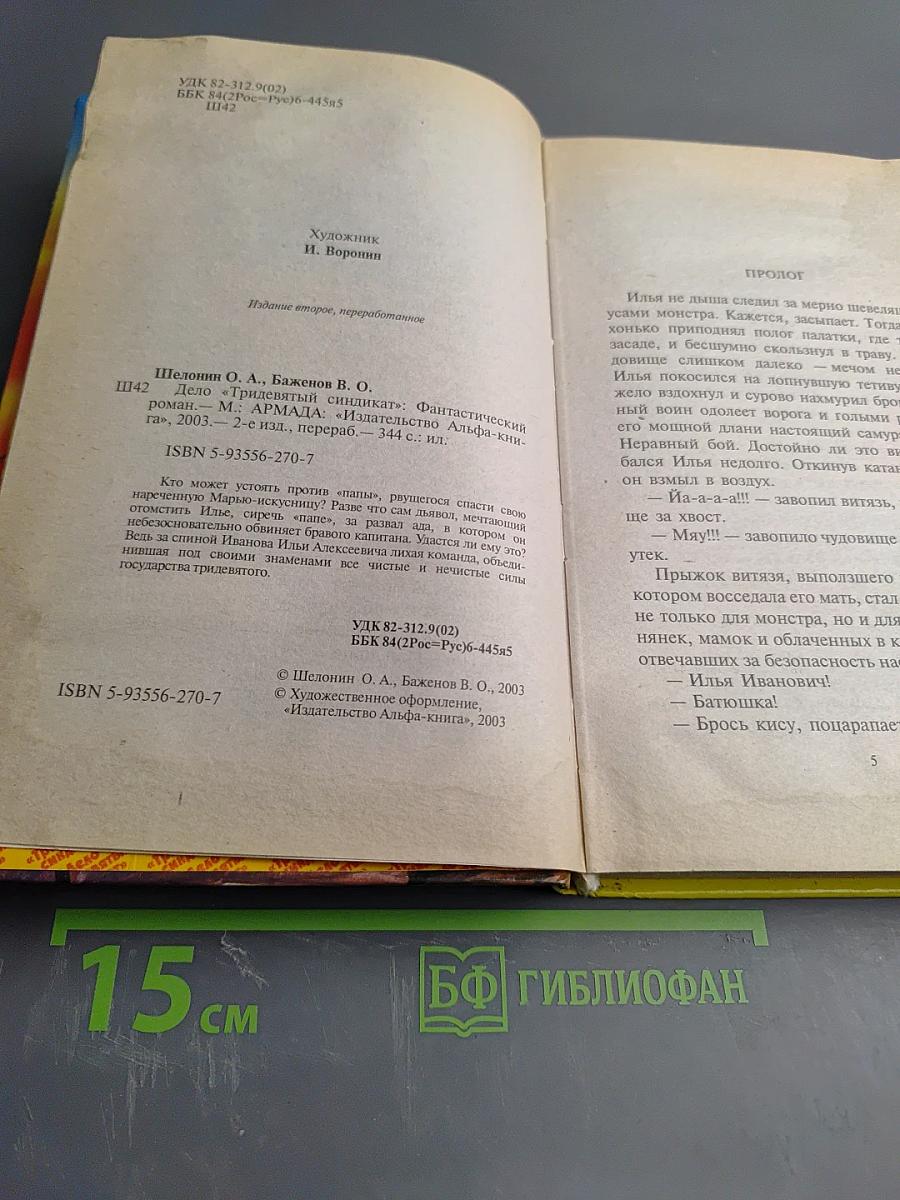 УДК 82-312.9(02)
ББК 84(2Рос=Рус)6-445я5
Ш42
Художник
И. Воронин
Издание второе, переработанное
Шелонин О. А., Баженов В. О.
Ш42 Дело «Тридевятый синдикат»: Фантастический
роман.— М.: АРМАДА: «Издательство Альфа-кни-
га», 2003.— 2-е изд., перераб.— 344 с.: ил.
ISBN 5-93556-270-7
Кто может устоять против «папы», рвущегося спасти свою
нареченную Марью-искусницу? Разве что сам дьявол, мечтающий
отомстить Илье, сиречь «папе», за развал ада, в котором он
небезосновательно обвиняет бравого капитана. Удастся ли ему это?
Ведь за спиной Иванова Ильи Алексеевича лихая команда, объеди-
нившая под своими знаменами все чистые и нечистые силы
государства тридевятого.
УДК 82-312.9(02)
ББК 84(2Рос=Рус)6-445я5
© Шелонин О. А., Баженов В. О., 2003
© Художественное оформление,
«Издательство Альфа-книга», 2003
ISBN 5-93556-270-7
ПРОЛОГ
Илья не дыша следил за мерно шевеля
усами монстра. Кажется, засыпает. Тогда
хонько приподнял полог палатки, где
засаде, и бесшумно скользнул в траву.
довище слишком далеко — мечом не
Илья покосился на лопнувшую тетиву
жело вздохнул и сурово нахмурил бро
ный воин одолеет ворога и голыми
его мощной длани настоящий самур
Неравный бой. Достойно ли это ви
бался Илья недолго. Откинув ката
он взмыл в воздух.
— Йа-а-а-а!!! — завопил витязь,
ще за хвост.
— Мяу!!! — завопило чудовище
утек.
Прыжок витязя, выползшего
котором восседала его мать, стал
не только для монстра, но и для
нянек, мамок и облаченных в к
отвечавших за безопасность на
— Илья Иванович!
— Батюшка!
— Брось кису, поцарапает
5
15 см
БФ ГИБЛИОФАН